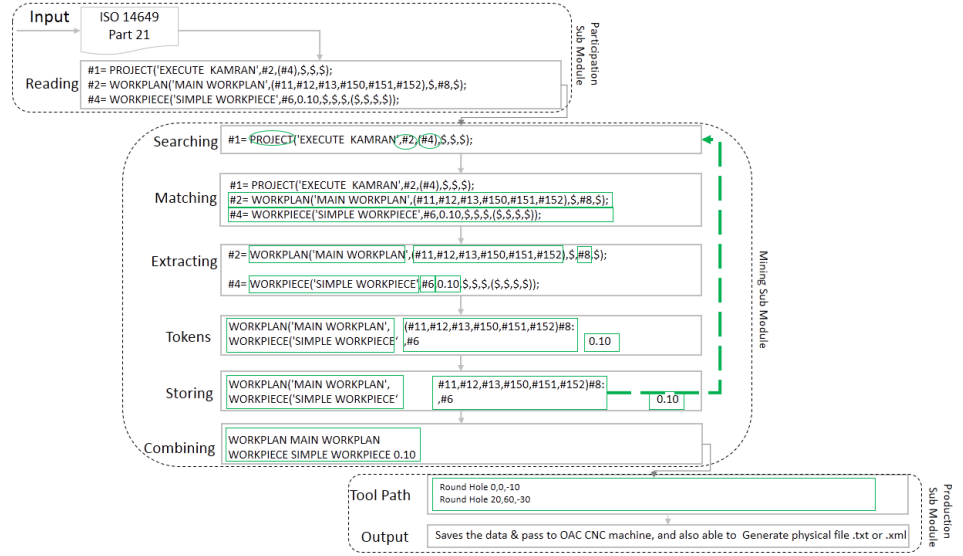 Input
ISO 14649
Part 21
Participation
Sub Module
Reading
#1= PROJECT('EXECUTE  KAMRAN',#2,(#4),$,$,$);
#2= WORKPLAN('MAIN WORKPLAN',(#11,#12,#13,#150,#151,#152),$,#8,$);
#4= WORKPIECE('SIMPLE WORKPIECE',#6,0.10,$,$,$,($,$,$,$));
Searching
#1= PROJECT('EXECUTE  KAMRAN',#2,(#4),$,$,$);
Matching
#1= PROJECT('EXECUTE  KAMRAN',#2,(#4),$,$,$);
#2= WORKPLAN('MAIN WORKPLAN',(#11,#12,#13,#150,#151,#152),$,#8,$);
#4= WORKPIECE('SIMPLE WORKPIECE',#6,0.10,$,$,$,($,$,$,$));
Mining Sub Module
Extracting
#2= WORKPLAN('MAIN WORKPLAN',(#11,#12,#13,#150,#151,#152),$,#8,$);
#4= WORKPIECE('SIMPLE WORKPIECE',#6,0.10,$,$,$,($,$,$,$));
Tokens
WORKPLAN('MAIN WORKPLAN', (#11,#12,#13,#150,#151,#152)#8:
WORKPIECE('SIMPLE WORKPIECE' ,#6 0.10
Storing
WORKPLAN('MAIN WORKPLAN', #11,#12,#13,#150,#151,#152)#8:
WORKPIECE('SIMPLE WORKPIECE' ,#6 0.10
Combining
WORKPLAN MAIN WORKPLAN
WORKPIECE SIMPLE WORKPIECE 0.10
Tool Path
Round Hole 0,0,-10
Round Hole 20,60,-30
Production
Sub Module
Output
Saves the data & pass to OAC CNC machine, and also able to  Generate physical file .txt or .xml